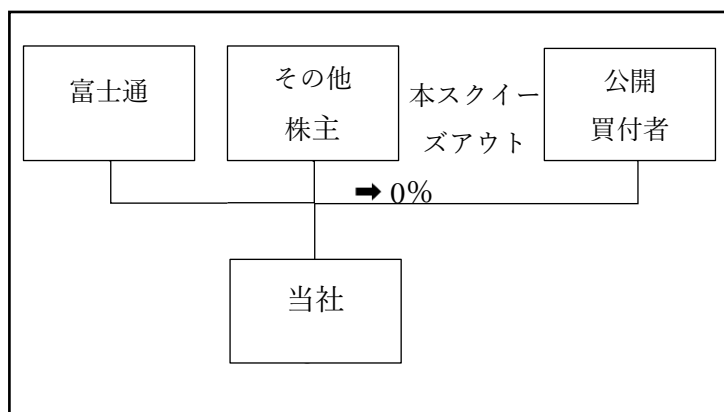 富士通
その他
株主
本スクイー
ズアウト
公開
買付者
➡ 0%
当社